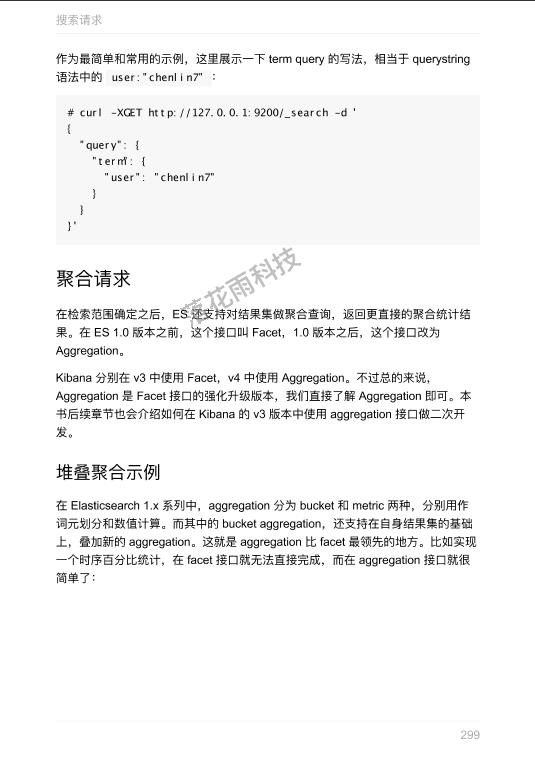 搜索请求
作为最简单和常用的示例，这里展示一下 term query 的写法，相当于 querystring
语法中的 user:"chenlin7" ：
# curl -XGET http://127.0.0.1:9200/_search -d '
{
  "query": {
    "term": {
      "user": "chenlin7"
    }
  }
}'
聚合请求
在检索范围确定之后，ES 还支持对结果集做聚合查询，返回更直接的聚合统计结
果。在 ES 1.0 版本之前，这个接口叫 Facet，1.0 版本之后，这个接口改为
Aggregation。
Kibana 分别在 v3 中使用 Facet，v4 中使用 Aggregation。不过总的来说，
Aggregation 是 Facet 接口的强化升级版本，我们直接了解 Aggregation 即可。本
书后续章节也会介绍如何在 Kibana 的 v3 版本中使用 aggregation 接口做二次开
发。
堆叠聚合示例
在 Elasticsearch 1.x 系列中，aggregation 分为 bucket 和 metric 两种，分别用作
词元划分和数值计算。而其中的 bucket aggregation，还支持在自身结果集的基础
上，叠加新的 aggregation。这就是 aggregation 比 facet 最领先的地方。比如实现
一个时序百分比统计，在 facet 接口就无法直接完成，而在 aggregation 接口就很
简单了：
落花雨科技
299